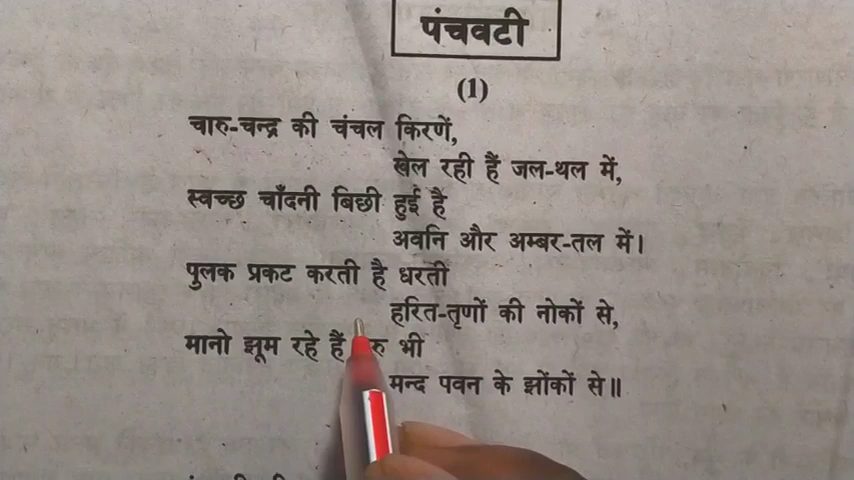 पंचवटी
(1)
चारु-चन्द्र की चंचल किरणें,
खेल रही हैं जल-थल में,
स्वच्छ चाँदनी बिछी हुई है
अवनि और अम्बर-तल में।
पुलक प्रकट करती है धरती
हरित-तृणों की नोकों से,
मानो झूम रहे हैं भी
मन्द पवन के झोंकों से॥